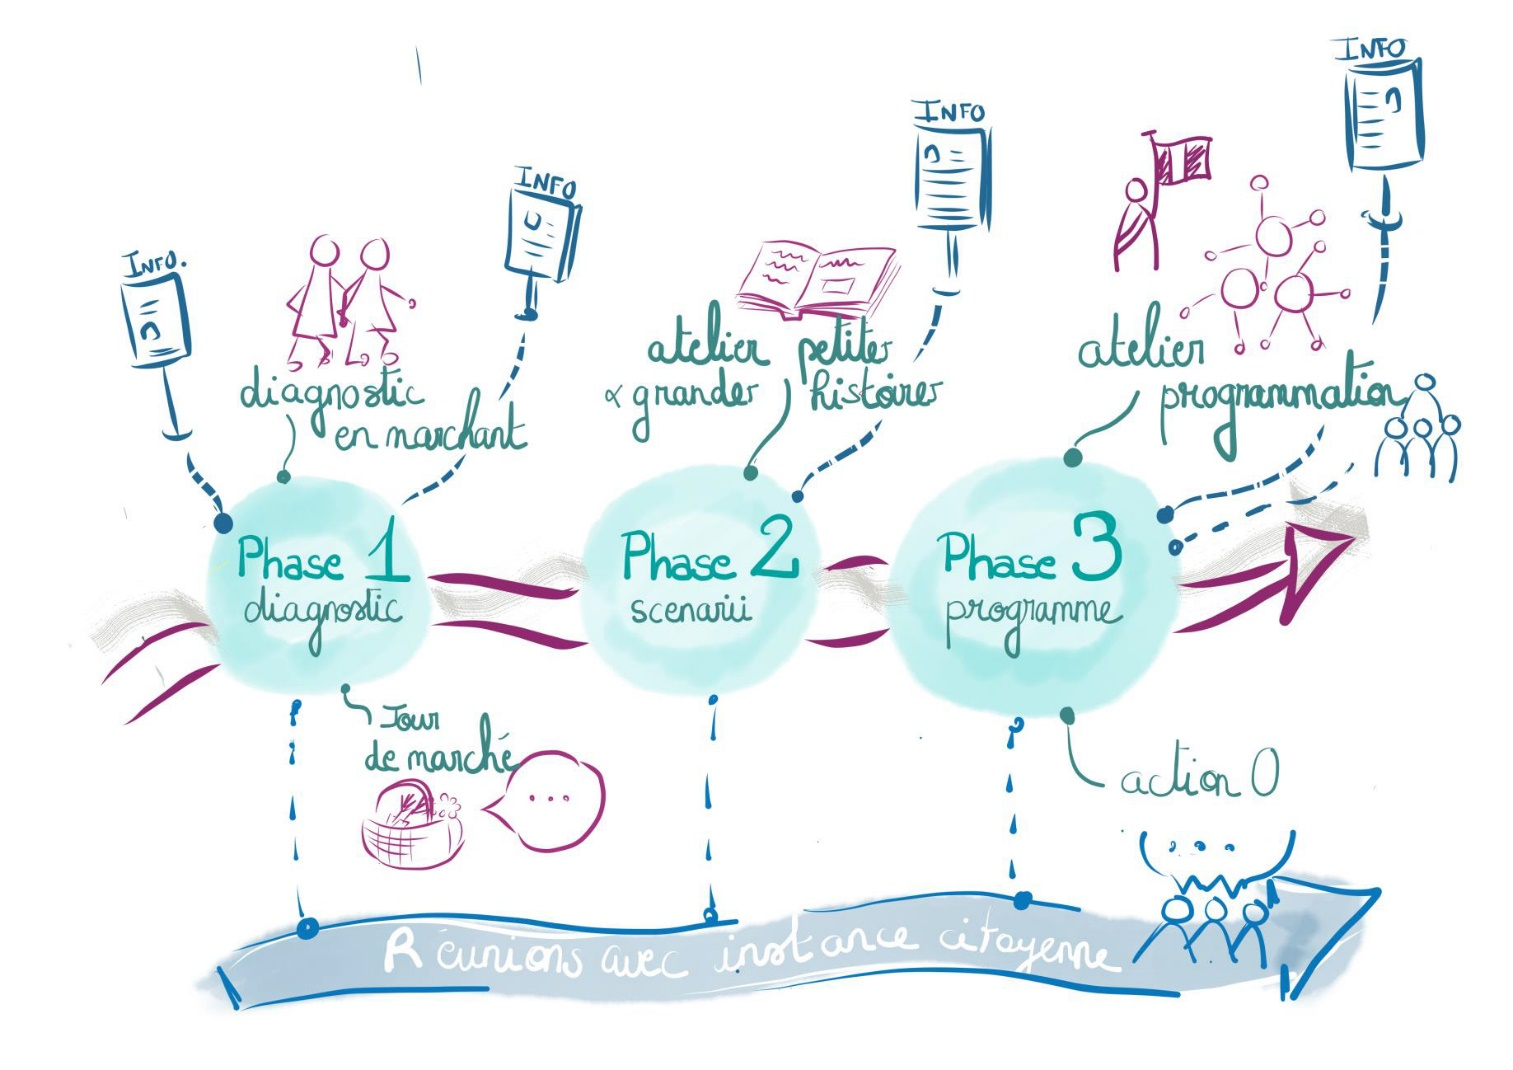 INFO.
INFO
INFO
INFO
diagnostic
en marchant
atelier petites
& grandes histoires
atelier
programmation
Phase 1
diagnostic
Phase 2
scenarii
Phase 3
programme
Jour
de marché
...
action 0
...
Réunions avec instance citoyenne